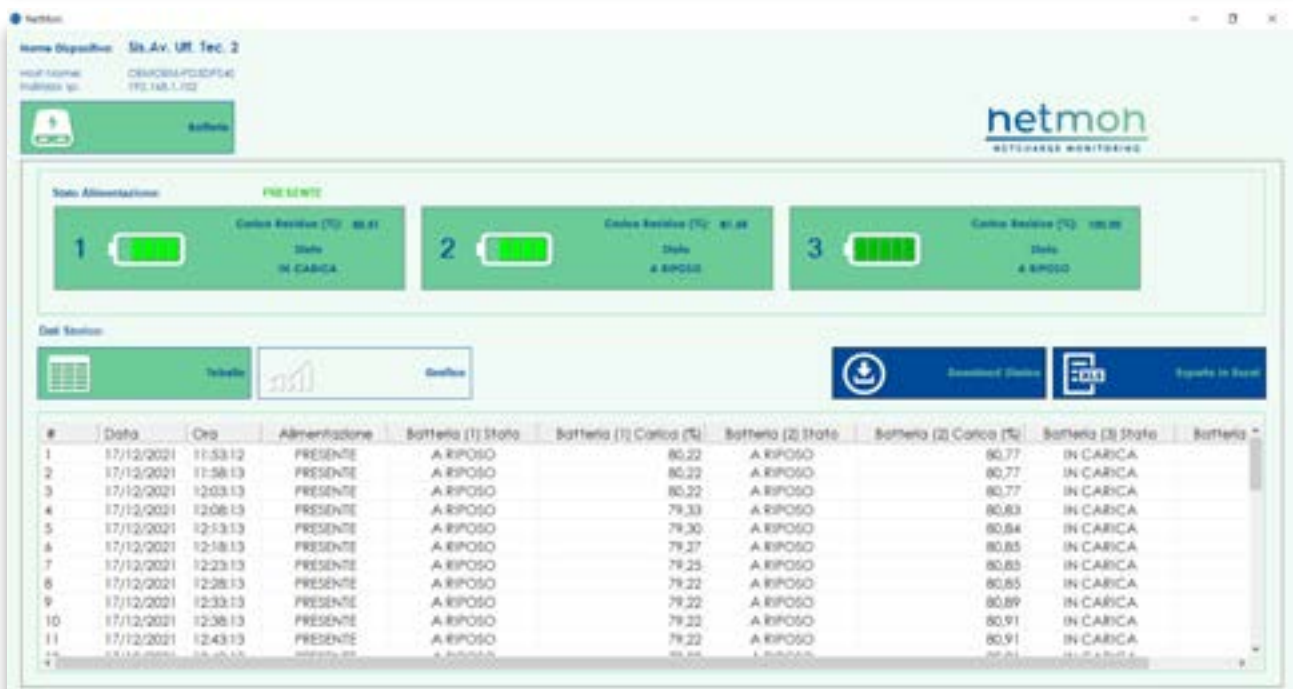 NetMon
Nome Dispositivo: Sis.Av. Uff. Tec. 2
Host Name:
Indirizzo Ip: 192.168.1.102
Batteria
netmon
NETCHARGE MONITORING
Stato Alimentazione: PRESENTE
1 Carica Residua (%):
Stato
IN CARICA
2 Carica Residua (%):
Stato
A RIPOSO
3 Carica Residua (%): 100,00
Stato
A RIPOSO
Dati Storico:
Tabella
Grafico
Download Storico
XLS
Esporta in Excel
# Data Ora Alimentazione Batteria (1) Stato Batteria (1) Carica (%) Batteria (2) Stato Batteria (2) Carica (%) Batteria (3) Stato Batteria
1 17/12/2021 11:53:12 PRESENTE A RIPOSO 80,22 A RIPOSO 80,77 IN CARICA
2 17/12/2021 11:58:13 PRESENTE A RIPOSO 80,22 A RIPOSO 80,77 IN CARICA
3 17/12/2021 12:03:13 PRESENTE A RIPOSO 80,22 A RIPOSO 80,77 IN CARICA
4 17/12/2021 12:08:13 PRESENTE A RIPOSO 79,33 A RIPOSO 80,83 IN CARICA
5 17/12/2021 12:13:13 PRESENTE A RIPOSO 79,30 A RIPOSO 80,84 IN CARICA
6 17/12/2021 12:18:13 PRESENTE A RIPOSO 79,27 A RIPOSO 80,85 IN CARICA
7 17/12/2021 12:23:13 PRESENTE A RIPOSO 79,25 A RIPOSO 80,85 IN CARICA
8 17/12/2021 12:28:13 PRESENTE A RIPOSO 79,22 A RIPOSO 80,85 IN CARICA
9 17/12/2021 12:33:13 PRESENTE A RIPOSO 79,22 A RIPOSO 80,89 IN CARICA
10 17/12/2021 12:38:13 PRESENTE A RIPOSO 79,22 A RIPOSO 80,91 IN CARICA
11 17/12/2021 12:43:13 PRESENTE A RIPOSO 79,22 A RIPOSO 80,91 IN CARICA